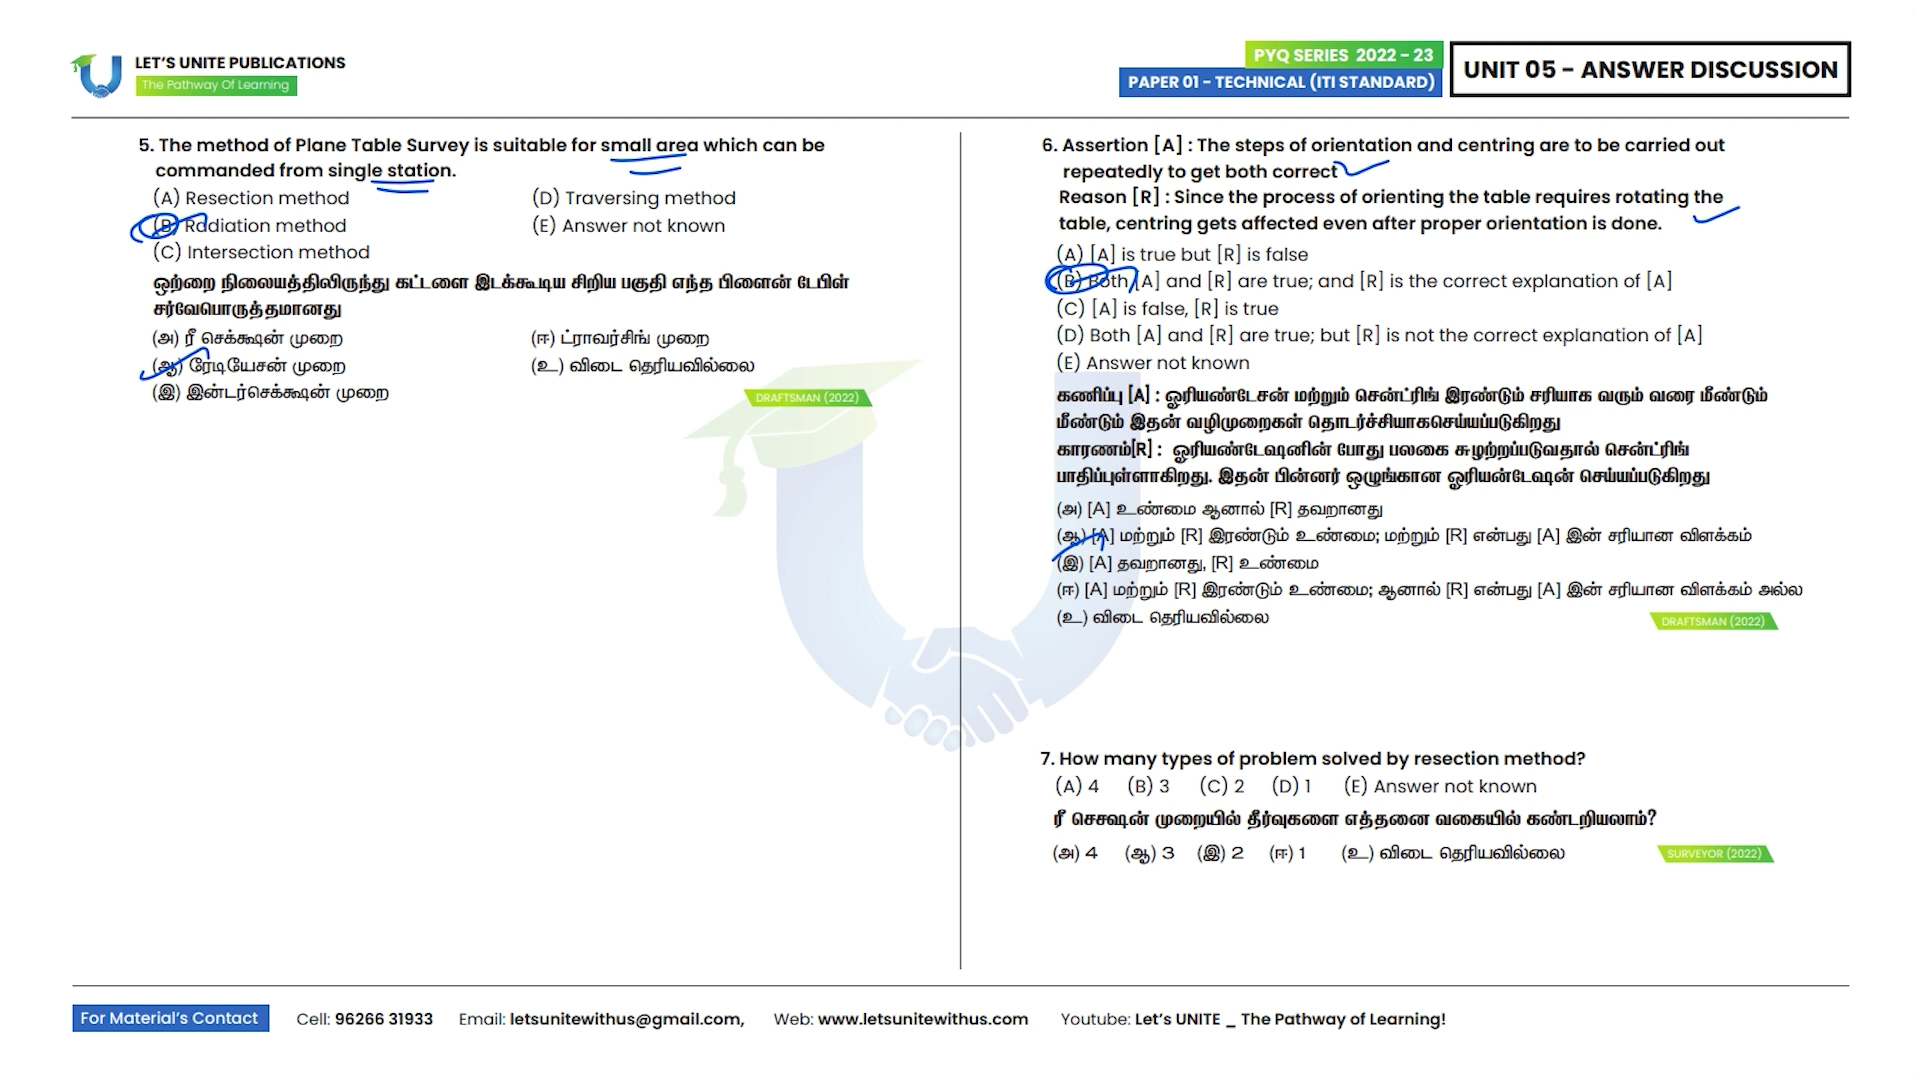 LET'S UNITE PUBLICATIONS
The Pathway Of Learning
PYQ SERIES 2022 - 23
PAPER 01 - TECHNICAL (ITI STANDARD)
UNIT 05 - ANSWER DISCUSSION
5. The method of Plane Table Survey is suitable for small area which can be
commanded from single station.
(A) Resection method
(D) Traversing method
(B) Radiation method
(E) Answer not known
(C) Intersection method
ஒற்றை நிலையத்திலிருந்து கட்டளை இடக்கூடிய சிறிய பகுதி எந்த பிளைன் டேபிள்
சர்வேபொருத்தமானது
(அ) ரீ செக்க்ஷன் முறை
(ஈ) ட்ராவர்சிங் முறை
(ஆ) ரேடியேசன் முறை
(உ) விடை தெரியவில்லை
(இ) இன்டர்செக்க்ஷன் முறை
DRAFTSMAN (2022)
6. Assertion [A] : The steps of orientation and centring are to be carried out
repeatedly to get both correct
Reason [R] : Since the process of orienting the table requires rotating the
table, centring gets affected even after proper orientation is done.
(A) [A] is true but [R] is false
(B) Both [A] and [R] are true; and [R] is the correct explanation of [A]
(C) [A] is false, [R] is true
(D) Both [A] and [R] are true; but [R] is not the correct explanation of [A]
(E) Answer not known
கணிப்பு [A] : ஓரியண்டேசன் மற்றும் சென்ட்ரிங் இரண்டும் சரியாக வரும் வரை மீண்டும்
மீண்டும் இதன் வழிமுறைகள் தொடர்ச்சியாகசெய்யப்படுகிறது
காரணம்[R] : ஓரியண்டேஷனின் போது பலகை சுழற்றப்படுவதால் சென்ட்ரிங்
பாதிப்புள்ளாகிறது. இதன் பின்னர் ஒழுங்கான ஓரியன்டேஷன் செய்யப்படுகிறது
(அ) [A] உண்மை ஆனால் [R] தவறானது
(ஆ) [A] மற்றும் [R] இரண்டும் உண்மை; மற்றும் [R] என்பது [A] இன் சரியான விளக்கம்
(இ) [A] தவறானது, [R] உண்மை
(ஈ) [A] மற்றும் [R] இரண்டும் உண்மை; ஆனால் [R] என்பது [A] இன் சரியான விளக்கம் அல்ல
(உ) விடை தெரியவில்லை
DRAFTSMAN (2022)
7. How many types of problem solved by resection method?
(A) 4 (B) 3 (C) 2 (D) 1 (E) Answer not known
ரீ செசஷன் முறையில் தீர்வுகளை எத்தனை வகையில் கண்டறியலாம்?
(அ) 4 (ஆ) 3 (இ) 2 (ஈ) 1 (உ) விடை தெரியவில்லை
SURVEYOR (2022)
For Material's Contact Cell: 96266 31933 Email: letsunitewithus@gmail.com, Web: www.letsunitewithus.com Youtube: Let's UNITE _ The Pathway of Learning!